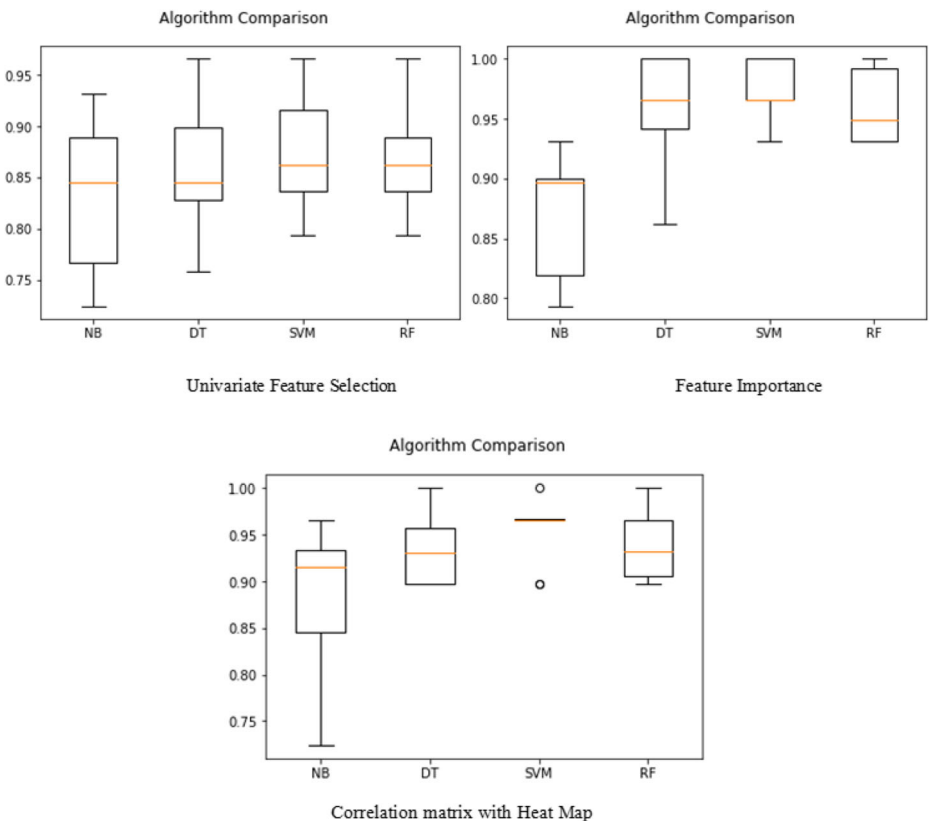 Algorithm Comparison
0.95
0.90
0.85
0.80
0.75
NB DT SVM RF
Univariate Feature Selection
Algorithm Comparison
1.00
0.95
0.90
0.85
0.80
NB DT SVM RF
Feature Importance
Algorithm Comparison
1.00
0.95
0.90
0.85
0.80
0.75
NB DT SVM RF
Correlation matrix with Heat Map